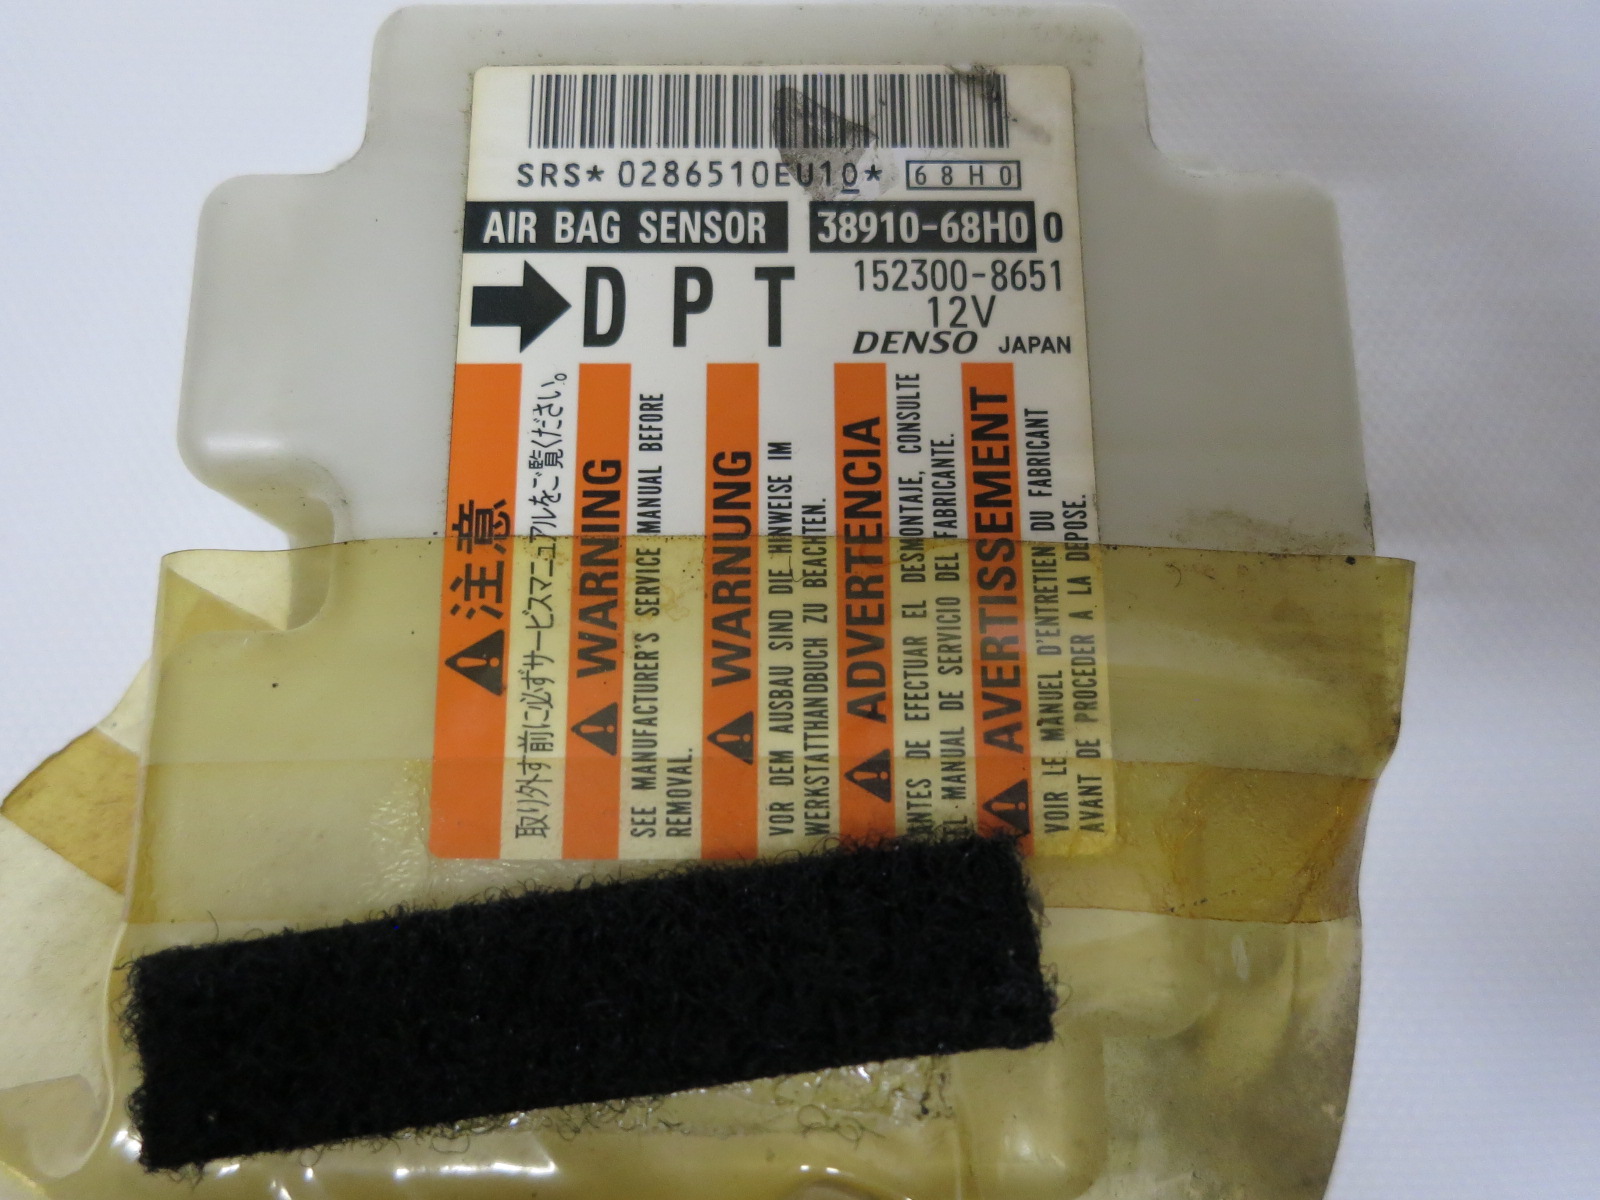 SRS*0286510EU10* 68H0
AIR BAG SENSOR 38910-68H0 0
➡DPT 152300-8651
12V
DENSO JAPAN
⚠注意
取り外す前に必ずサービスマニュアルをご覧ください。
⚠WARNING
SEE MANUFACTURER'S SERVICE MANUAL BEFORE
REMOVAL.
⚠WARNUNG
VOR DEM AUSBAU SIND DIE HINWEISE IM
WERKSTATTHANDBUCH ZU BEACHTEN.
⚠ADVERTENCIA
ANTES DE EFECTUAR EL DESMONTAJE, CONSULTE
EL MANUAL DE SERVICIO DEL FABRICANTE.
⚠AVERTISSEMENT
VOIR LE MANUEL D'ENTRETIEN DU FABRICANT
AVANT DE PROCEDER A LA DEPOSE.